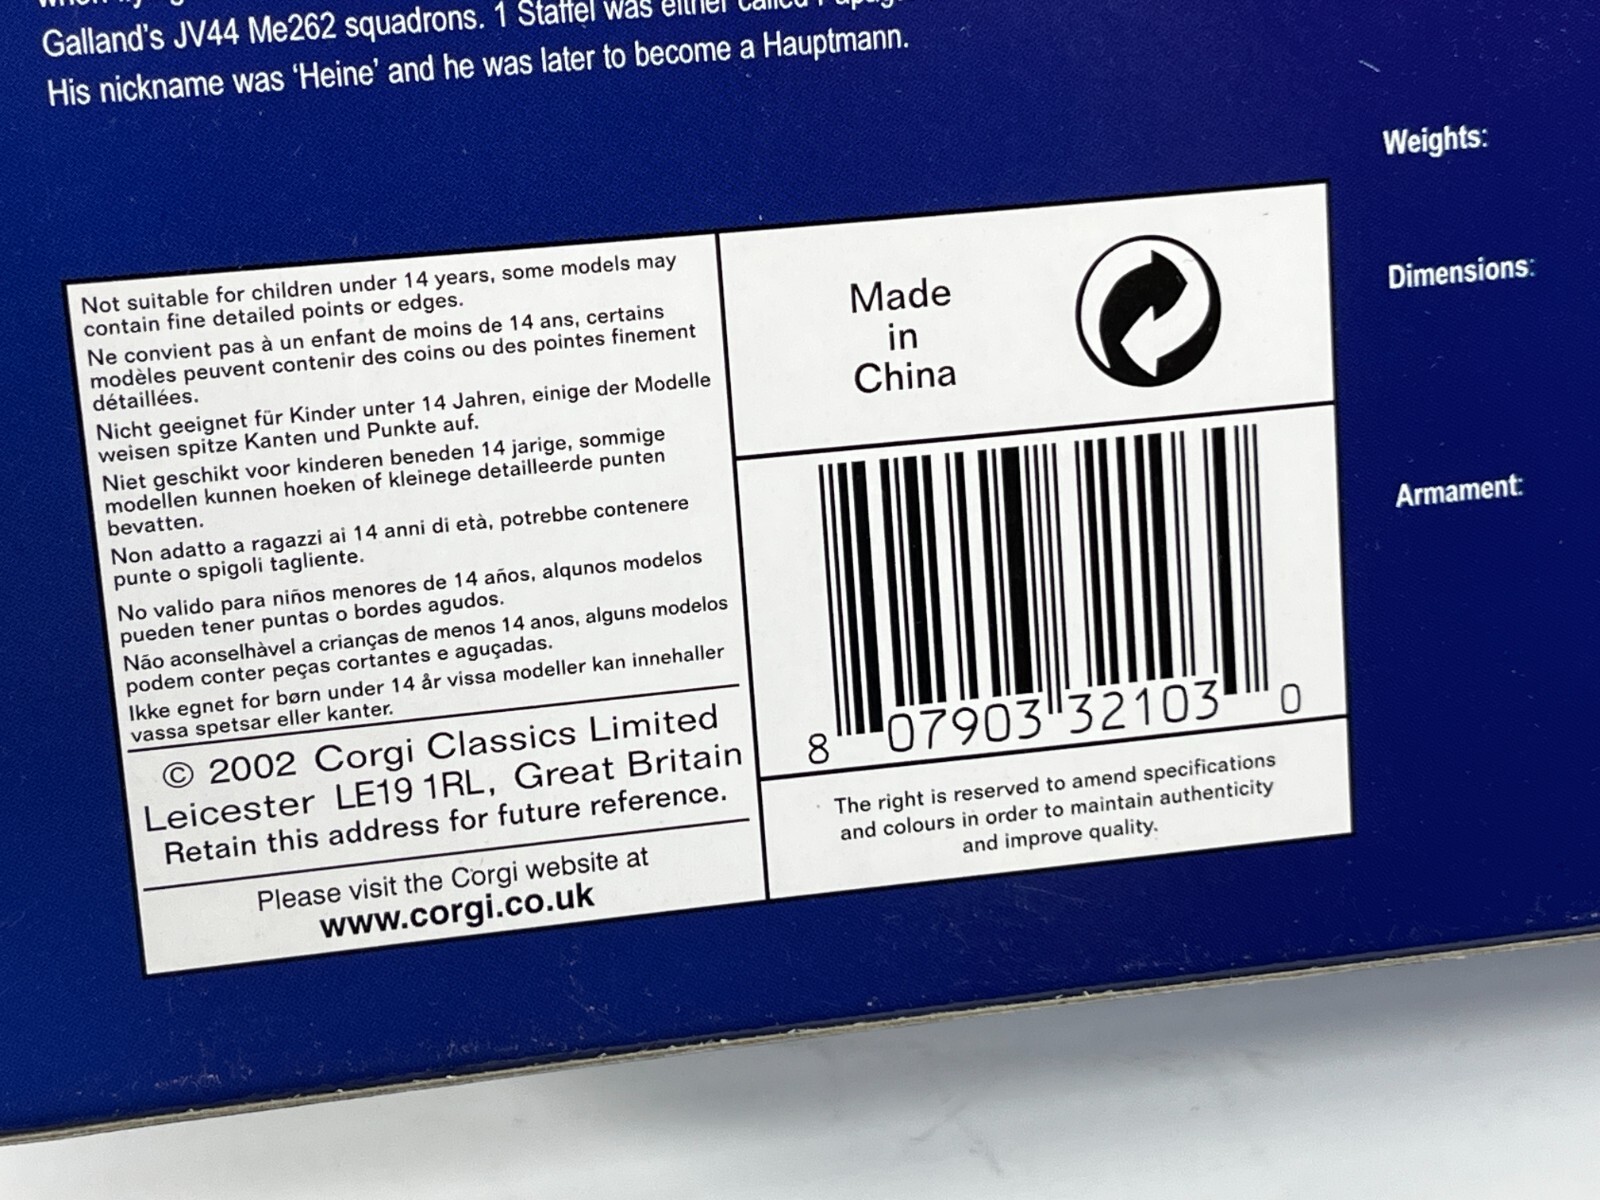 Galland's JV44 Me262 squadrons. 1 Staffel was either called
His nickname was 'Heine' and he was later to become a Hauptmann.
Weights:
Dimensions:
Armament:
Not suitable for children under 14 years, some models may
contain fine detailed points or edges.
Ne convient pas à un enfant de moins de 14 ans, certains
modèles peuvent contenir des coins ou des pointes finement
détaillées.
Nicht geeignet für Kinder unter 14 Jahren, einige der Modelle
weisen spitze Kanten und Punkte auf.
Niet geschikt voor kinderen beneden 14 jarige, sommige
modellen kunnen hoeken of kleinege detailleerde punten
bevatten.
Non adatto a ragazzi ai 14 anni di età, potrebbe contenere
punte o spigoli tagliente.
No valido para niños menores de 14 años, alqunos modelos
pueden tener puntas o bordes agudos.
Não aconselhàvel a crianças de menos 14 anos, alguns modelos
podem conter peças cortantes e aguçadas.
Ikke egnet for børn under 14 år vissa modeller kan innehaller
vassa spetsar eller kanter.
© 2002 Corgi Classics Limited
Leicester LE19 1RL, Great Britain
Retain this address for future reference.
Please visit the Corgi website at
www.corgi.co.uk
Made
in
China
8 07903 32103 0
The right is reserved to amend specifications
and colours in order to maintain authenticity
and improve quality.